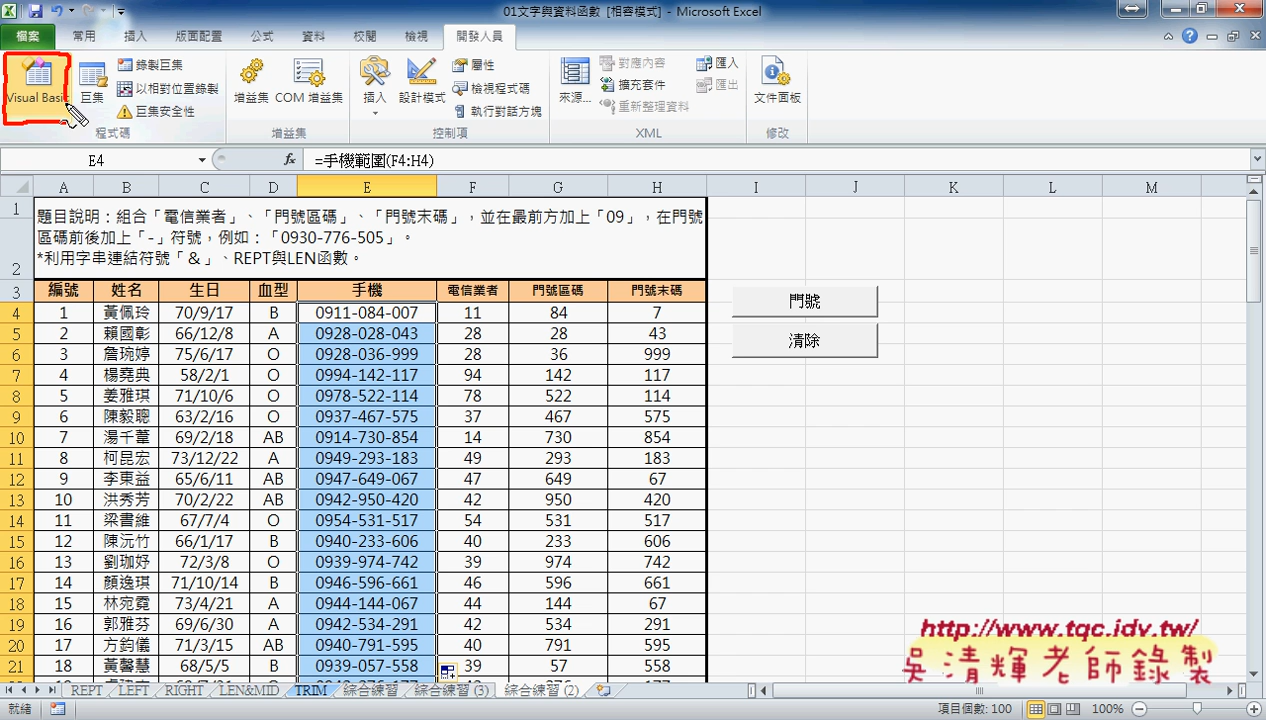 01文字與資料函數 [相容模式] - Microsoft Excel
檔案 常用 插入 版面配置 公式 資料 校閱 檢視 開發人員
Visual Basic 巨集 錄製巨集 以相對位置錄製 巨集安全性 程式碼
增益集 COM 增益集 增益集
插入 設計模式 屬性 檢視程式碼 執行對話方塊 控制項
來源... 對應內容 擴充套件 重新整理資料 匯入 匯出 XML
文件面板 修改
E4 fx =手機範圍(F4:H4)
A B C D E F G H I J K L M
1 題目說明：組合「電信業者」、「門號區碼」、「門號末碼」，並在最前方加上「09」，在門號
區碼前後加上「-」符號，例如：「0930-776-505」。
2 *利用字串連結符號「&」、REPT與LEN函數。
3 編號 姓名 生日 血型 手機 電信業者 門號區碼 門號末碼
4 1 黃佩玲 70/9/17 B 0911-084-007 11 84 7
5 2 賴國彰 66/12/8 A 0928-028-043 28 28 43
6 3 詹琬婷 75/6/17 O 0928-036-999 28 36 999
7 4 楊堯典 58/2/1 O 0994-142-117 94 142 117
8 5 姜雅琪 71/10/6 O 0978-522-114 78 522 114
9 6 陳毅聰 63/2/16 O 0937-467-575 37 467 575
10 7 湯千葦 69/2/18 AB 0914-730-854 14 730 854
11 8 柯昆宏 73/12/22 A 0949-293-183 49 293 183
12 9 李東益 65/6/11 AB 0947-649-067 47 649 67
13 10 洪秀芳 70/2/22 AB 0942-950-420 42 950 420
14 11 梁書維 67/7/4 O 0954-531-517 54 531 517
15 12 陳沅竹 66/1/17 B 0940-233-606 40 233 606
16 13 劉珈妤 72/3/8 O 0939-974-742 39 974 742
17 14 顏逸琪 71/10/14 B 0946-596-661 46 596 661
18 15 林宛霓 73/4/21 A 0944-144-067 44 144 67
19 16 郭雅芬 69/6/30 A 0942-534-291 42 534 291
20 17 方鈞儀 71/3/15 AB 0940-791-595 40 791 595
21 18 黃馨慧 68/5/5 B 0939-057-558 39 57 558
門號
清除
http://www.tqc.idv.tw/
吳清輝老師錄製
REPT LEFT RIGHT LEN&MID TRIM 綜合練習 綜合練習 (3) 綜合練習 (2)
就緒 項目個數: 100 100%